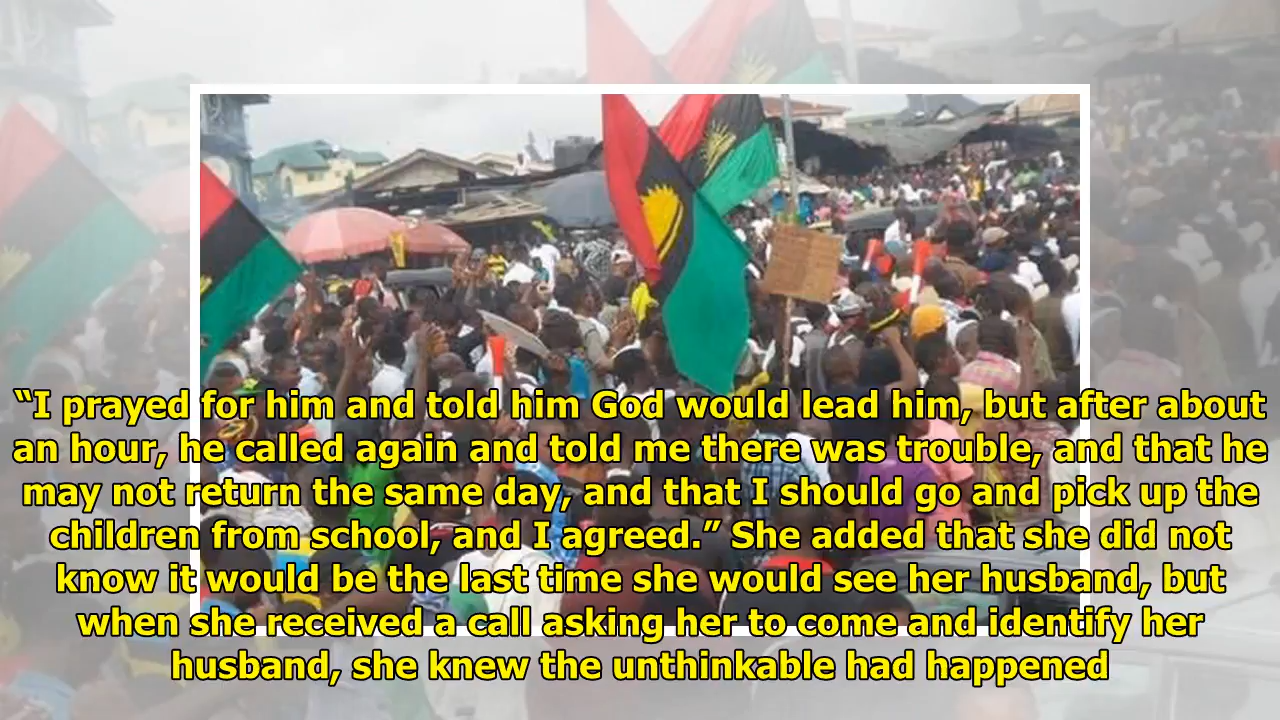 “I prayed for him and told him God would lead him, but after about
an hour, he called again and told me there was trouble, and that he
may not return the same day, and that I should go and pick up the
children from school, and I agreed.” She added that she did not
know it would be the last time she would see her husband, but
when she received a call asking her to come and identify her
husband, she knew the unthinkable had happened